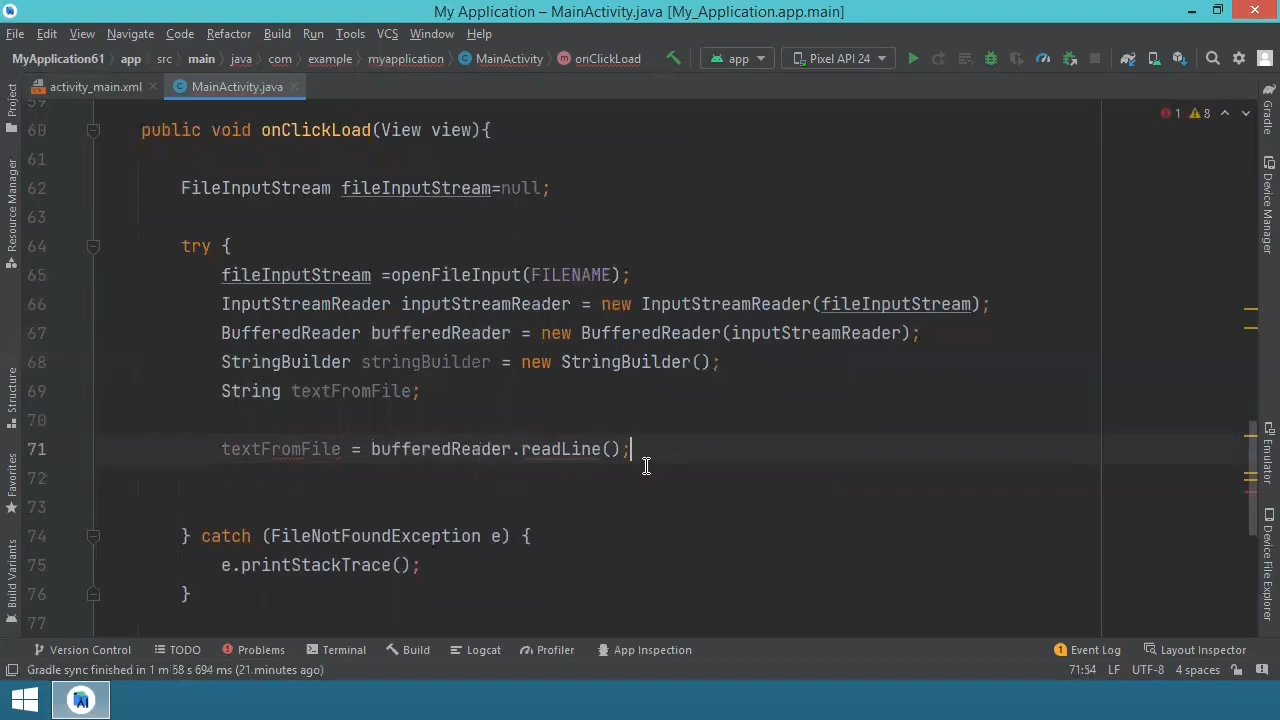 My Application – MainActivity.java [My_Application.app.main]
File Edit View Navigate Code Refactor Build Run Tools VCS Window Help
MyApplication61 app src main java com example myapplication MainActivity onClickLoad app Pixel API 24
activity_main.xml MainActivity.java
59
1 8
60 public void onClickLoad(View view){
61
62 FileInputStream fileInputStream=null;
63
64 try {
65 fileInputStream =openFileInput(FILENAME);
66 InputStreamReader inputStreamReader = new InputStreamReader(fileInputStream);
67 BufferedReader bufferedReader = new BufferedReader(inputStreamReader);
68 StringBuilder stringBuilder = new StringBuilder();
69 String textFromFile;
70
71 textFromFile = bufferedReader.readLine();
72
73
74 } catch (FileNotFoundException e) {
75 e.printStackTrace();
76 }
77
Project
Resource Manager
Structure
Favorites
Build Variants
Gradle
Device Manager
Emulator
Device File Explorer
Version Control TODO Problems Terminal Build Logcat Profiler App Inspection 1 Event Log Layout Inspector
Gradle sync finished in 1 m 58 s 694 ms (21 minutes ago) 71:54 LF UTF-8 4 spaces